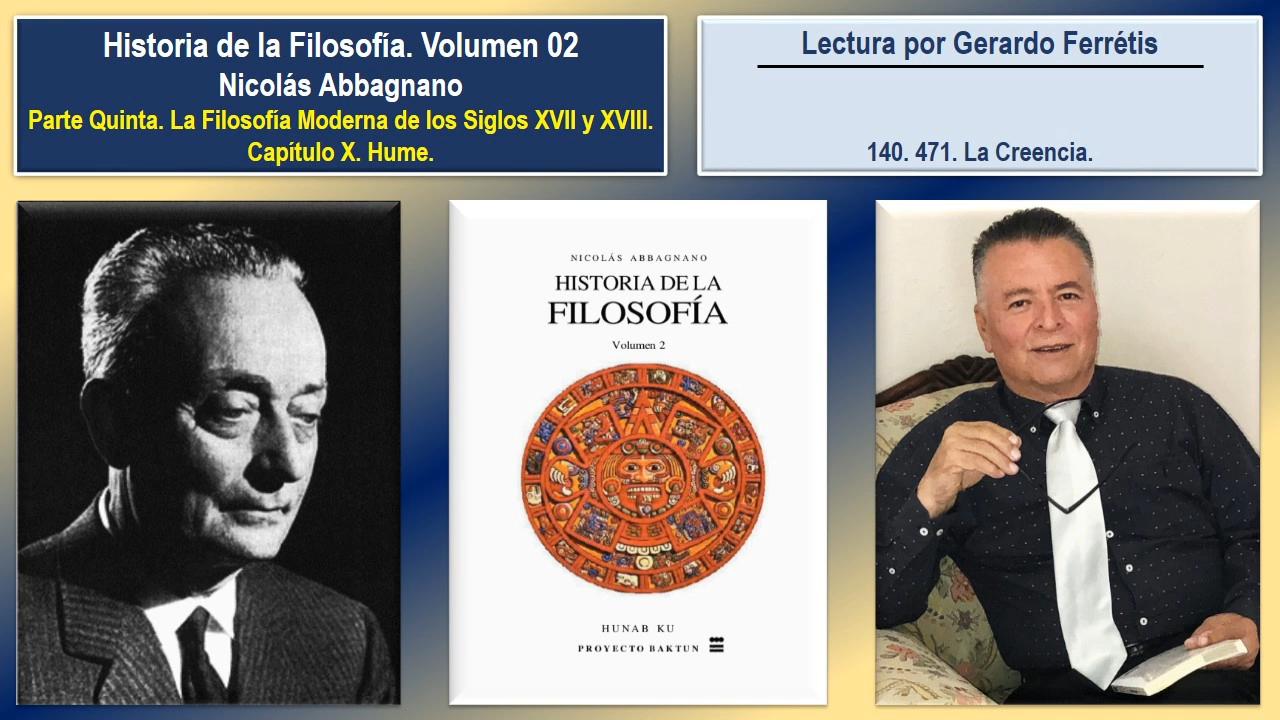 Historia de la Filosofía. Volumen 02
Nicolás Abbagnano
Parte Quinta. La Filosofía Moderna de los Siglos XVII y XVIII.
Capítulo X. Hume.
Lectura por Gerardo Ferrétis
140. 471. La Creencia.
NICOLÁS ABBAGNANO
HISTORIA DE LA
FILOSOFÍA
Volumen 2
HUNAB KU
PROYECTO BAKTUN